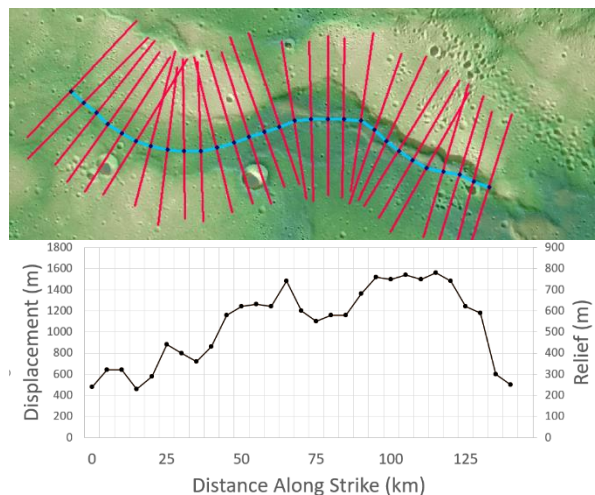 1800 900
1600 800
1400 700
1200 600
1000 500
800 400
600 300
400 200
200 100
0 0
Displacement (m)
Relief (m)
0 25 50 75 100 125
Distance Along Strike (km)